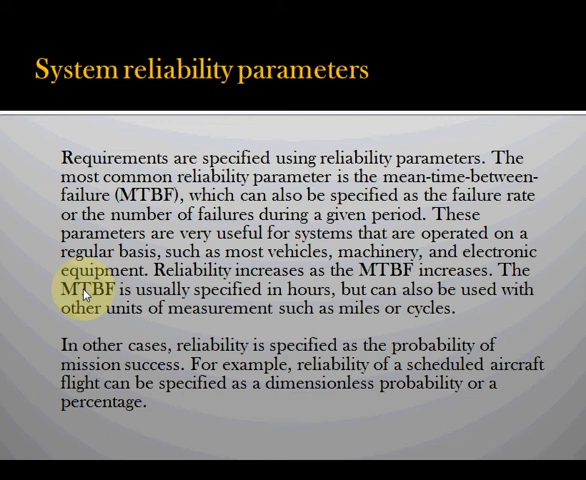 System reliability parameters
Requirements are specified using reliability parameters. The
most common reliability parameter is the mean-time-between-
failure (MTBF), which can also be specified as the failure rate
or the number of failures during a given period. These
parameters are very useful for systems that are operated on a
regular basis, such as most vehicles, machinery, and electronic
equipment. Reliability increases as the MTBF increases. The
MTBF is usually specified in hours, but can also be used with
other units of measurement such as miles or cycles.
In other cases, reliability is specified as the probability of
mission success. For example, reliability of a scheduled aircraft
flight can be specified as a dimensionless probability or a
percentage.